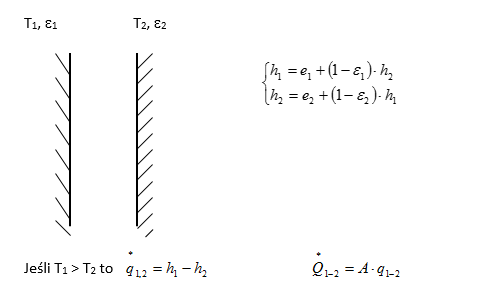 T₁, ε₁ T₂, ε₂
h₁ = e₁ + (1 − ε₁) · h₂
h₂ = e₂ + (1 − ε₂) · h₁
Jeśli T₁ > T₂ to q̇₁,₂ = h₁ − h₂ Q̇₁₋₂ = A · q₁₋₂